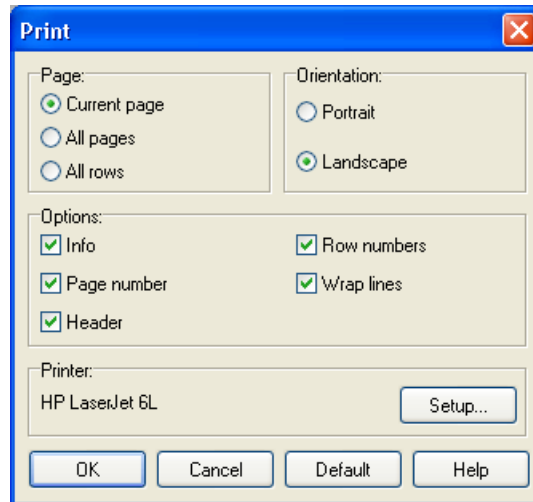 Print
Page:
Current page
All pages
All rows
Orientation:
Portrait
Landscape
Options:
Info
Page number
Header
Row numbers
Wrap lines
Printer:
HP LaserJet 6L
Setup...
OK Cancel Default Help